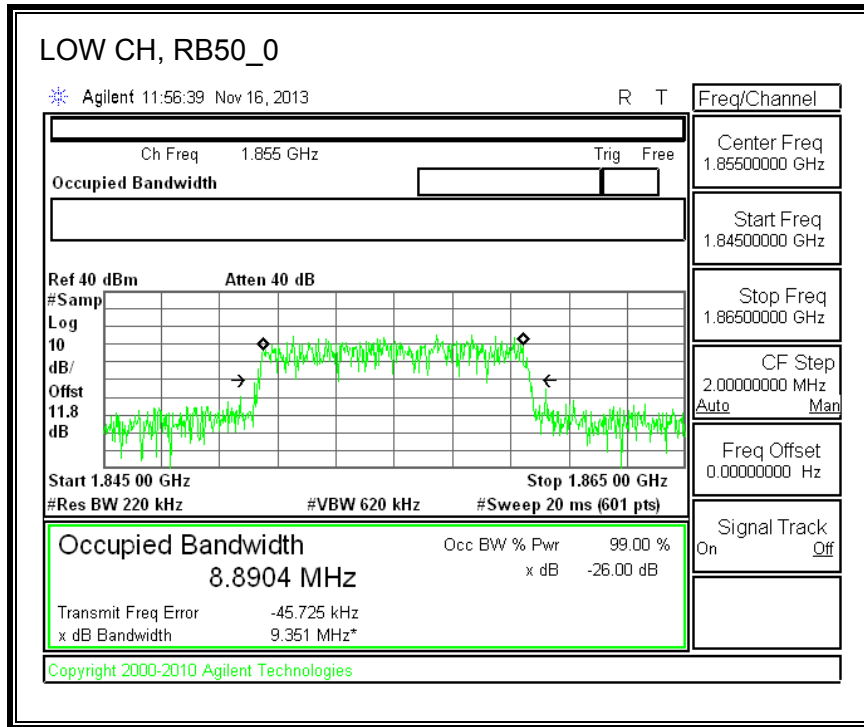 LOW CH, RB50_0
Agilent 11:56:39 Nov 16, 2013 R T
Ch Freq 1.855 GHz Trig Free
Occupied Bandwidth
Ref 40 dBm Atten 40 dB
#Samp
Log
10
dB/
Offst
11.8
dB
Start 1.845 00 GHz Stop 1.865 00 GHz
#Res BW 220 kHz #VBW 620 kHz #Sweep 20 ms (601 pts)
Occupied Bandwidth Occ BW % Pwr 99.00 %
8.8904 MHz x dB -26.00 dB
Transmit Freq Error -45.725 kHz
x dB Bandwidth 9.351 MHz*
Copyright 2000-2010 Agilent Technologies
Freq/Channel
Center Freq
1.85500000 GHz
Start Freq
1.84500000 GHz
Stop Freq
1.86500000 GHz
CF Step
2.00000000 MHz
Auto Man
Freq Offset
0.00000000 Hz
Signal Track
On Off